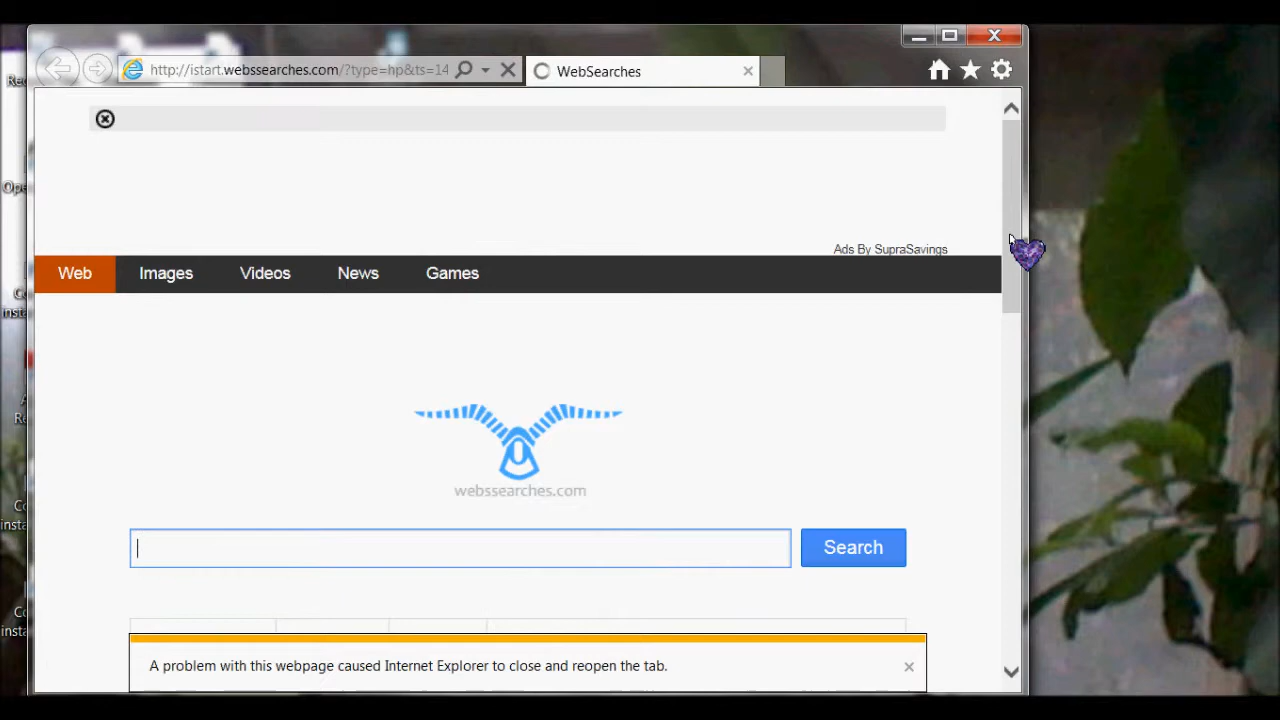 http://istart.webssearches.com/?type=hp&ts=14
WebSearches
Ads By SupraSavings
Web Images Videos News Games
webssearches.com
Search
A problem with this webpage caused Internet Explorer to close and reopen the tab.